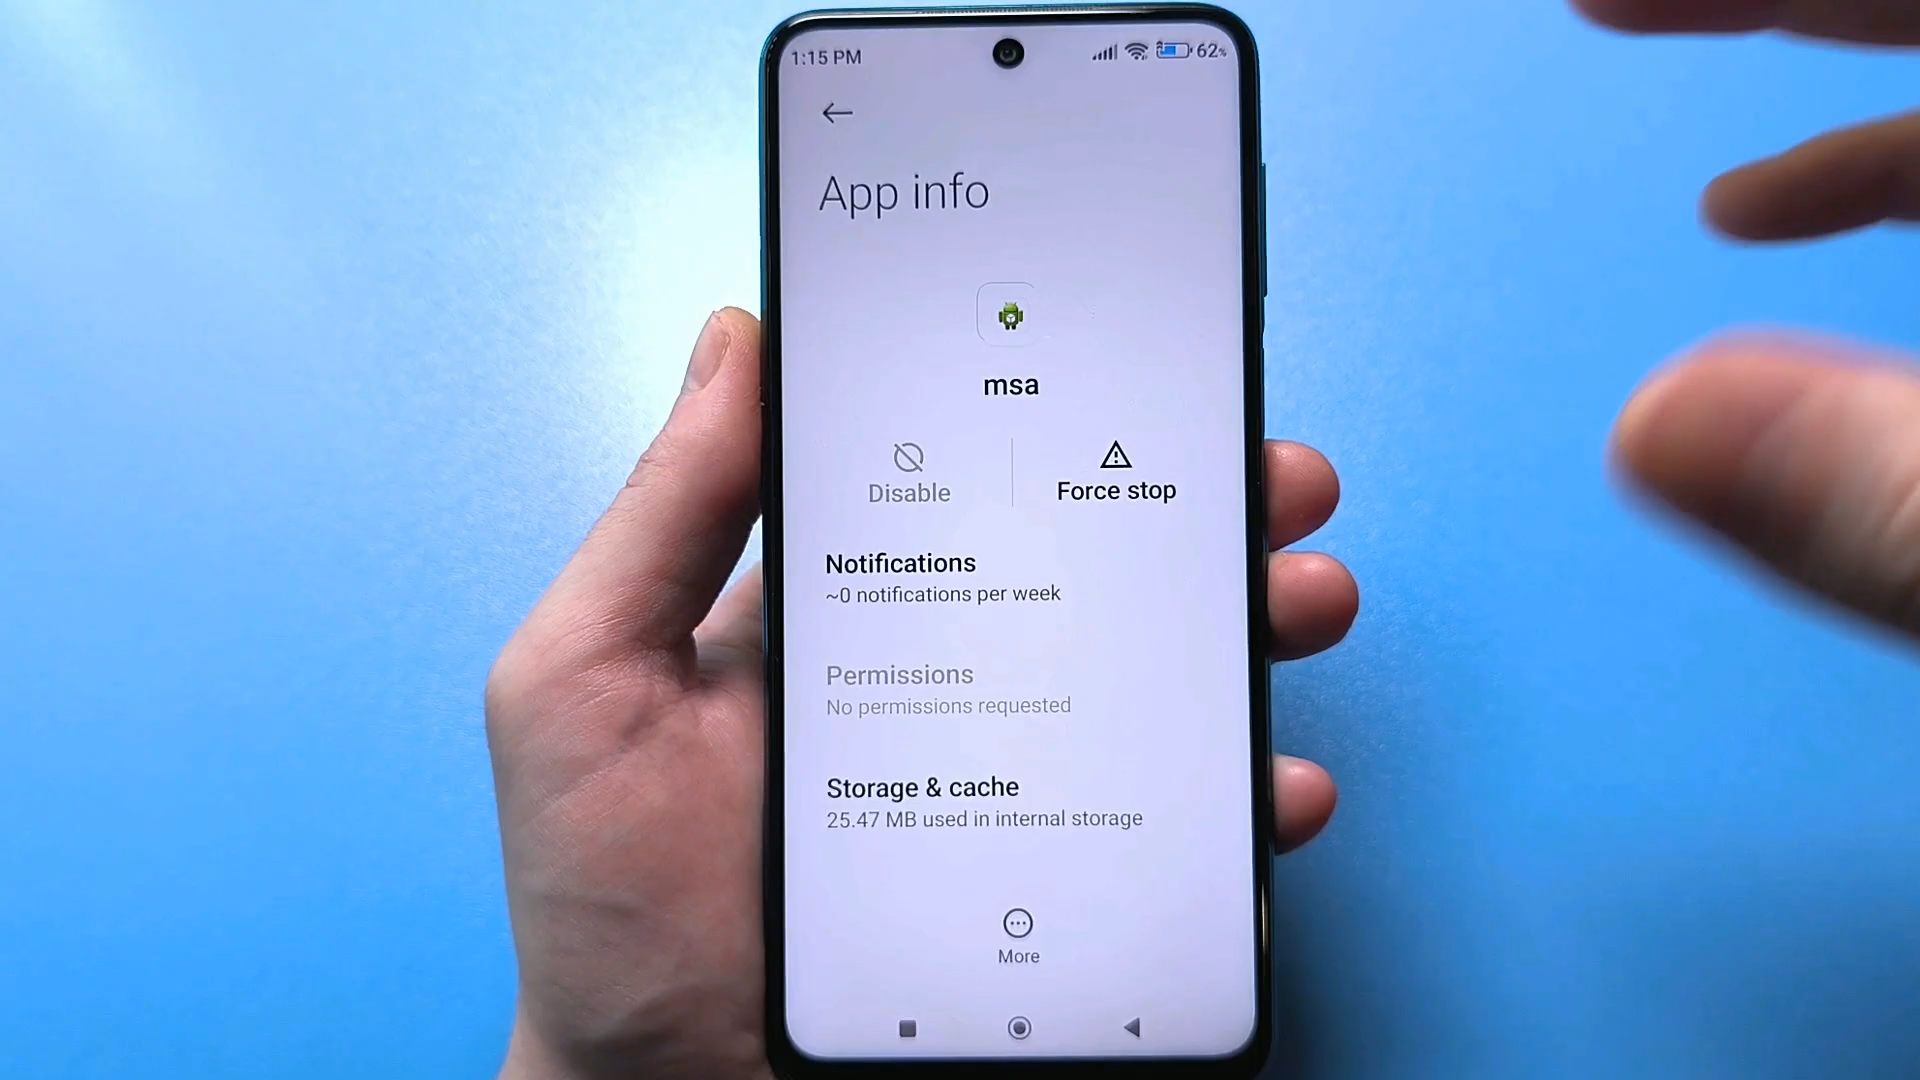 1:15 PM
62%
App info
msa
Disable
Force stop
Notifications
~0 notifications per week
Permissions
No permissions requested
Storage & cache
25.47 MB used in internal storage
More